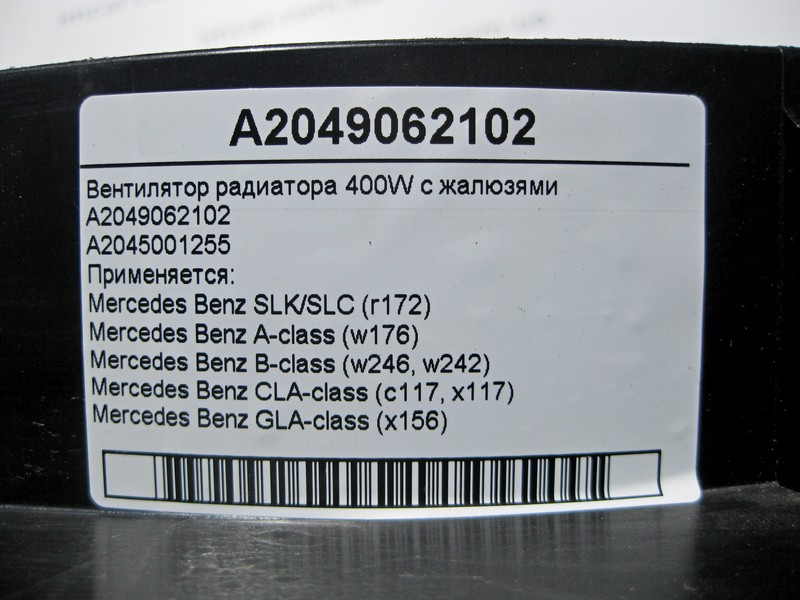 A2049062102
Вентилятор радиатора 400W с жалюзями
A2049062102
A2045001255
Применяется:
Mercedes Benz SLK/SLC (r172)
Mercedes Benz A-class (w176)
Mercedes Benz B-class (w246, w242)
Mercedes Benz CLA-class (c117, x117)
Mercedes Benz GLA-class (x156)